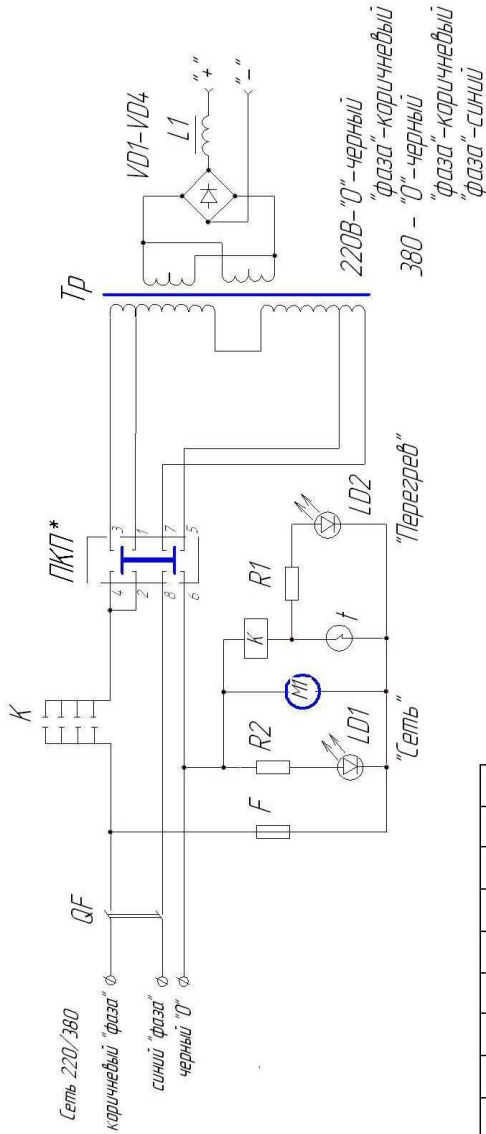 Сеть 220/380
коричневый "фаза"
синий "фаза"
черный "0"
QF
K
ПКП*
4
3
2
1
8
7
6
5
Тр
VD1-VD4
L1
"+"
"-"
F
R2
LD1
"Сеть"
M1
K
t
R1
LD2
"Перегрев"
220В-"0"-черный
"фаза"-коричневый
380 - "0"-черный
"фаза"-коричневый
"фаза"-синий